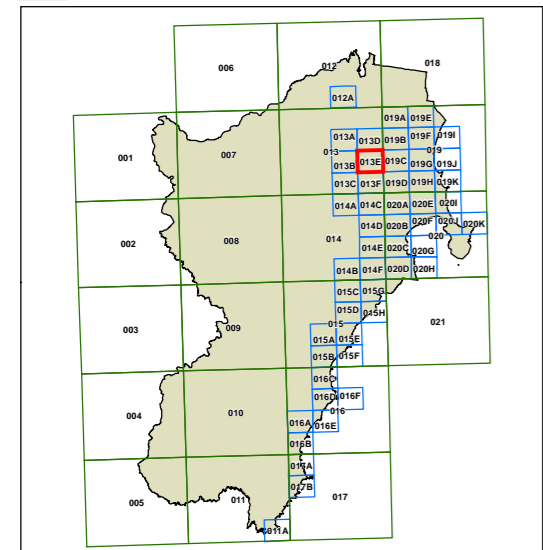 006 012 018
012A
019A 019E
001 007 013A 013D 019B 019F 019I
013 019
013B 013E 019C 019G 019J
013C 013F 019D 019H 019K
014A 014C 020A 020E 020I
002 008 014 014D 020B 020F 020J 020K
020
014E 020C 020G
014B 014F 020D 020H
015C 015G
003 009 015D 015H 021
015
015A 015E
015B 015F
016C
004 010 016D 016F
016
016A 016E
016B
017A
005 011 017B 017
011A